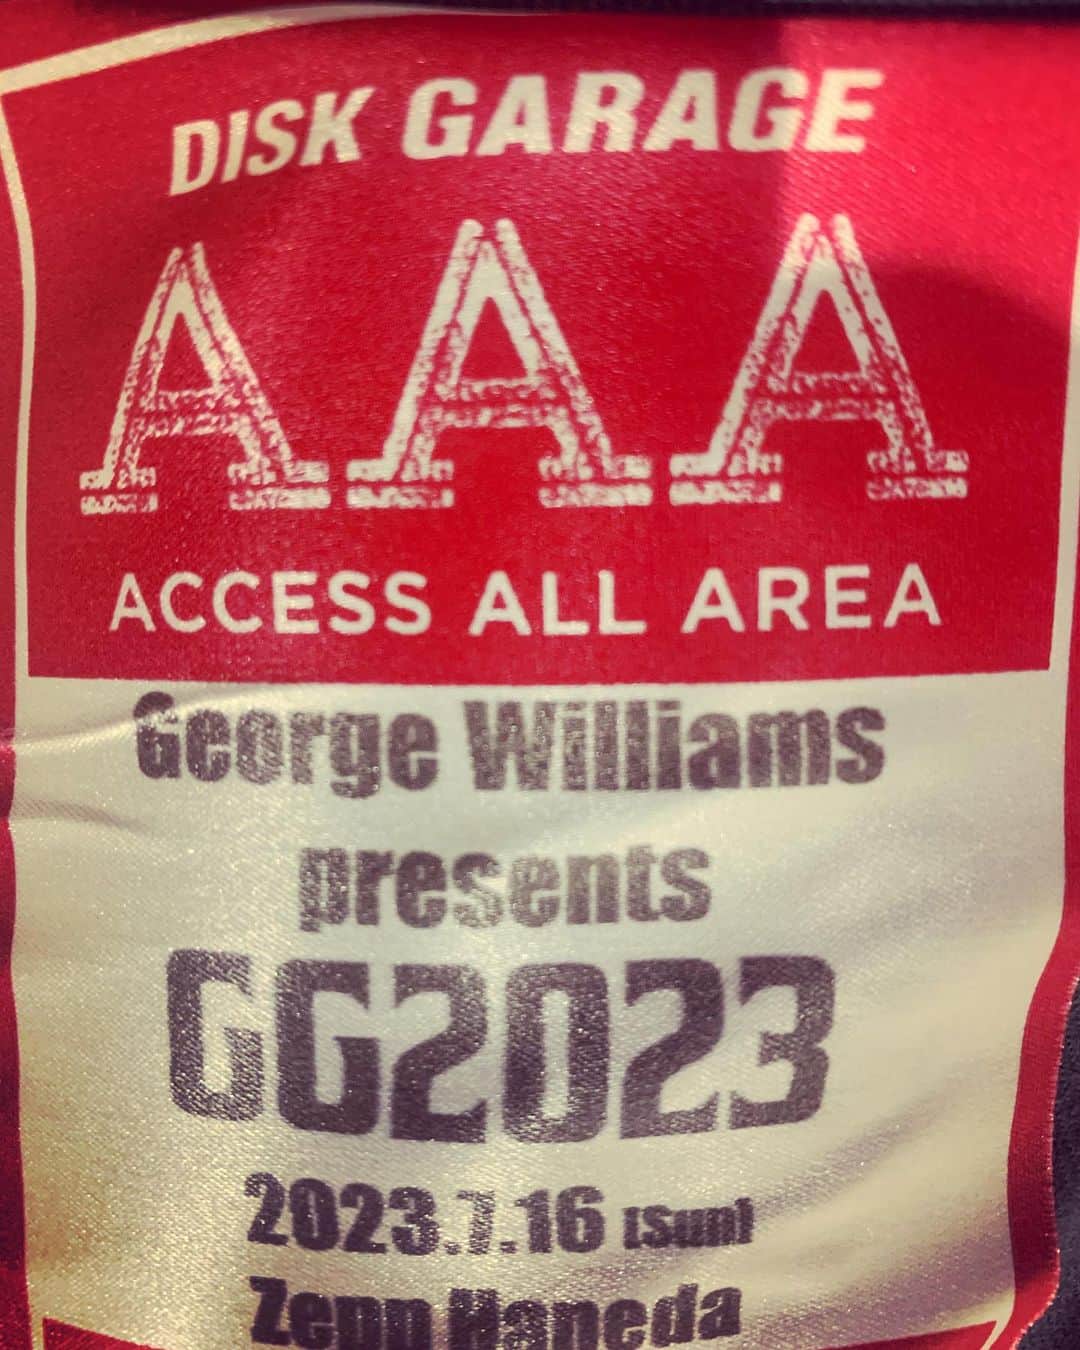 DISK GARAGE
AAA
ACCESS ALL AREA
George Williams
presents
GG2023
2023.7.16 [Sun]
Zepp Haneda